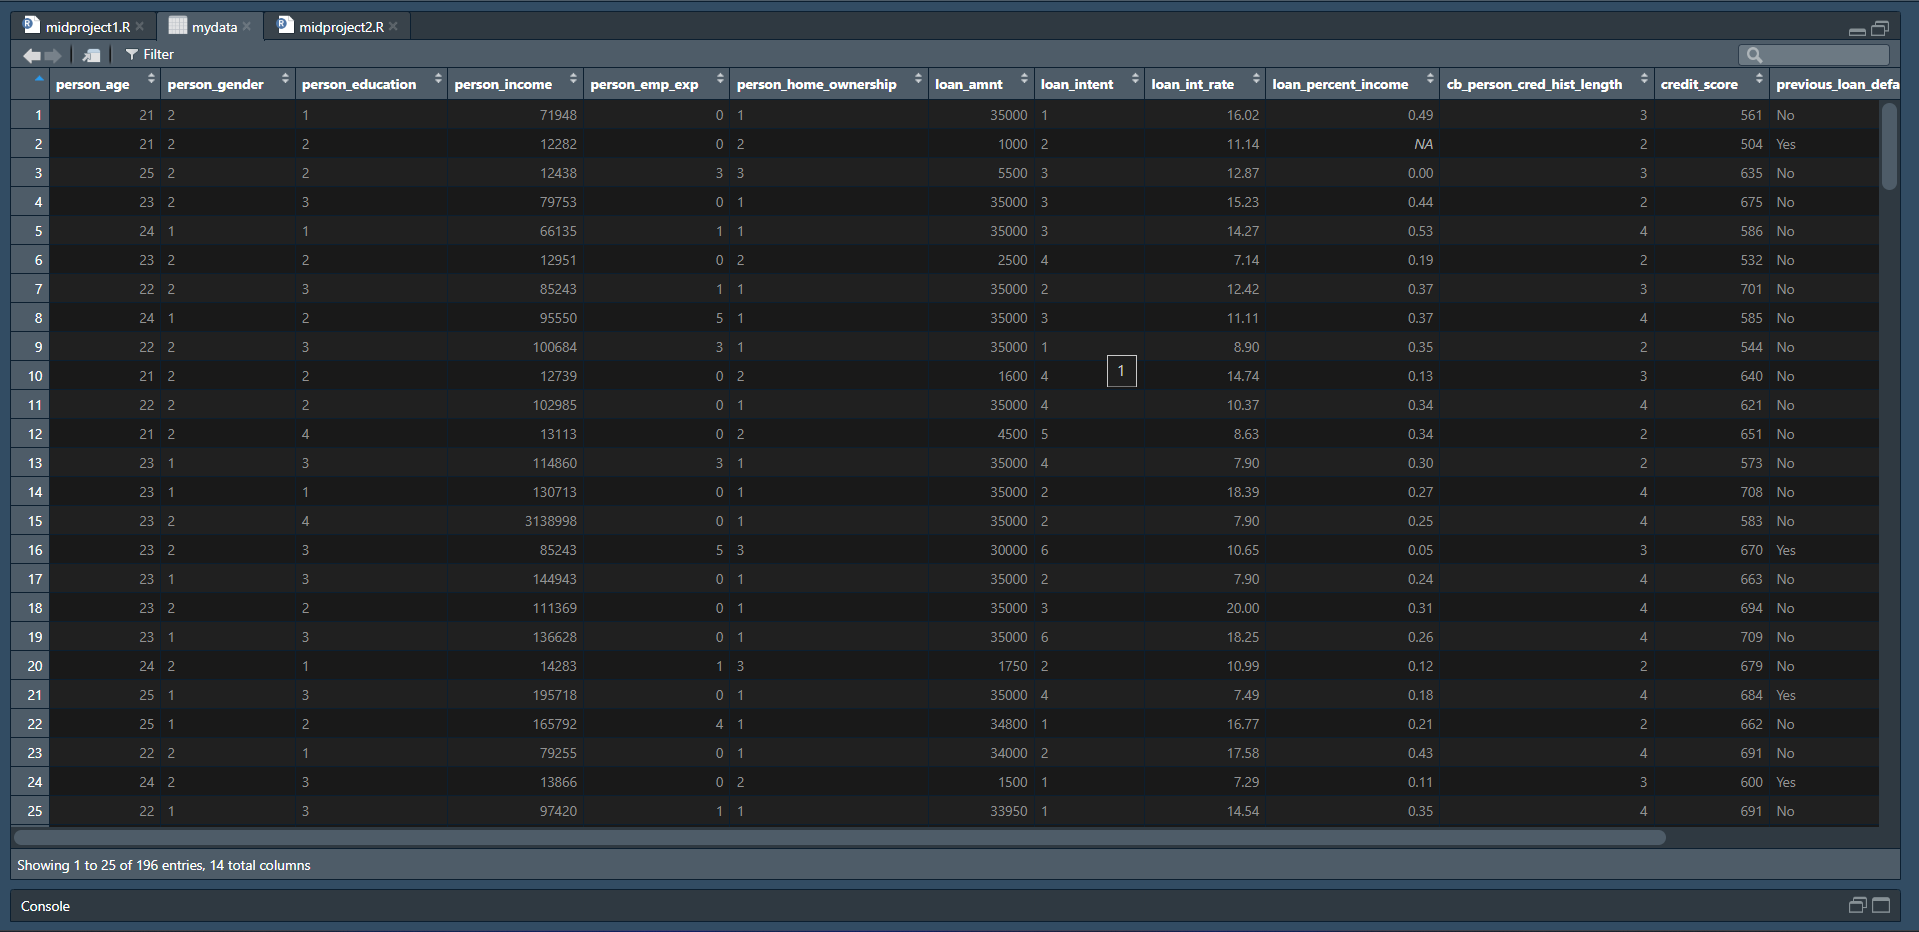 midproject1.R mydata midproject2.R
Filter
person_age person_gender person_education person_income person_emp_exp person_home_ownership loan_amnt loan_intent loan_int_rate loan_percent_income cb_person_cred_hist_length credit_score previous_loan_defa
1 21 2 1 71948 0 1 35000 1 16.02 0.49 3 561 No
2 21 2 2 12282 0 2 1000 2 11.14 NA 2 504 Yes
3 25 2 2 12438 3 3 5500 3 12.87 0.00 3 635 No
4 23 2 3 79753 0 1 35000 3 15.23 0.44 2 675 No
5 24 1 1 66135 1 1 35000 3 14.27 0.53 4 586 No
6 23 2 2 12951 0 2 2500 4 7.14 0.19 2 532 No
7 22 2 3 85243 1 1 35000 2 12.42 0.37 3 701 No
8 24 1 2 95550 5 1 35000 3 11.11 0.37 4 585 No
9 22 2 3 100684 3 1 35000 1 8.90 0.35 2 544 No
10 21 2 2 12739 0 2 1600 4 14.74 0.13 3 640 No
1
11 22 2 2 102985 0 1 35000 4 10.37 0.34 4 621 No
12 21 2 4 13113 0 2 4500 5 8.63 0.34 2 651 No
13 23 1 3 114860 3 1 35000 4 7.90 0.30 2 573 No
14 23 1 1 130713 0 1 35000 2 18.39 0.27 4 708 No
15 23 2 4 3138998 0 1 35000 2 7.90 0.25 4 583 No
16 23 2 3 85243 5 3 30000 6 10.65 0.05 3 670 Yes
17 23 1 3 144943 0 1 35000 2 7.90 0.24 4 663 No
18 23 2 2 111369 0 1 35000 3 20.00 0.31 4 694 No
19 23 1 3 136628 0 1 35000 6 18.25 0.26 4 709 No
20 24 2 1 14283 1 3 1750 2 10.99 0.12 2 679 No
21 25 1 3 195718 0 1 35000 4 7.49 0.18 4 684 Yes
22 25 1 2 165792 4 1 34800 1 16.77 0.21 2 662 No
23 22 2 1 79255 0 1 34000 2 17.58 0.43 4 691 No
24 24 2 3 13866 0 2 1500 1 7.29 0.11 3 600 Yes
25 22 1 3 97420 1 1 33950 1 14.54 0.35 4 691 No
Showing 1 to 25 of 196 entries, 14 total columns
Console